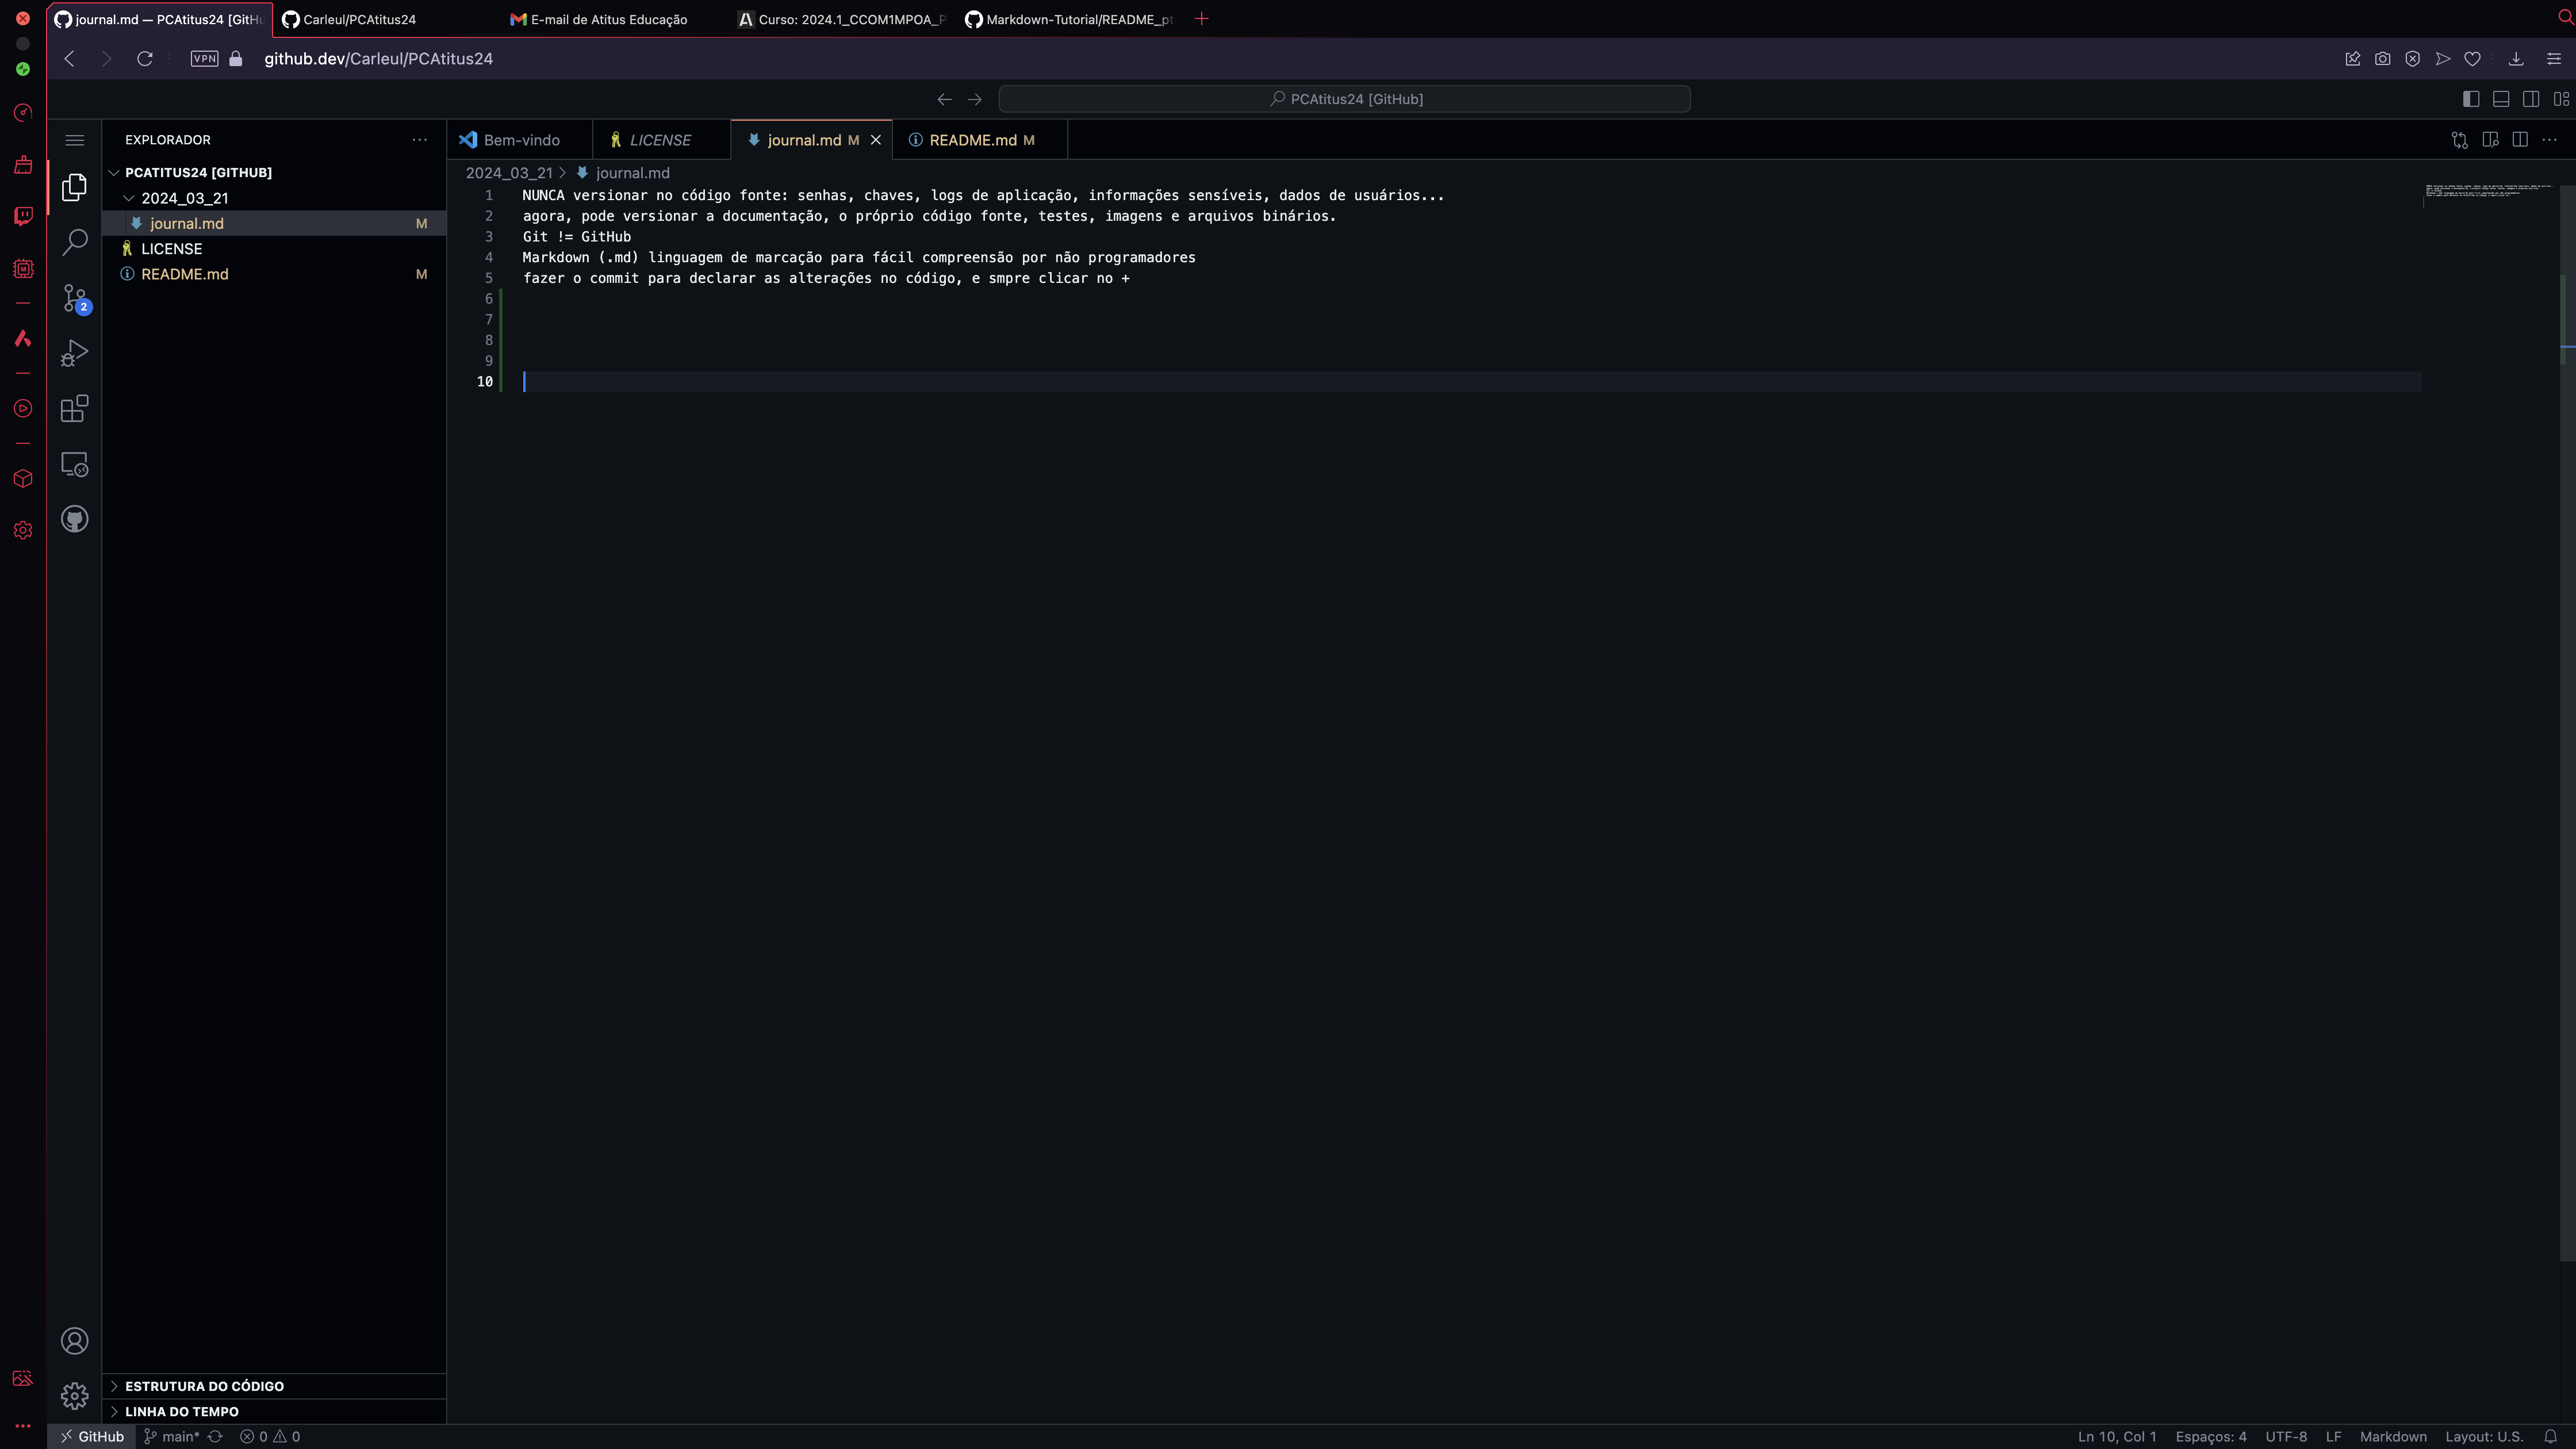 journal.md — PCAtitus24 [GitHu
Carleul/PCAtitus24
E-mail de Atitus Educação
Curso: 2024.1_CCOM1MPOA_P
Markdown-Tutorial/README_pt
VPN
github.dev/Carleul/PCAtitus24
PCAtitus24 [GitHub]
EXPLORADOR
Bem-vindo
LICENSE
journal.md M
README.md M
PCATITUS24 [GITHUB]
2024_03_21
journal.md M
LICENSE
README.md M
2
2024_03_21 > journal.md
1 NUNCA versionar no código fonte: senhas, chaves, logs de aplicação, informações sensíveis, dados de usuários...
2 agora, pode versionar a documentação, o próprio código fonte, testes, imagens e arquivos binários.
3 Git != GitHub
4 Markdown (.md) linguagem de marcação para fácil compreensão por não programadores
5 fazer o commit para declarar as alterações no código, e smpre clicar no +
6
7
8
9
10
ESTRUTURA DO CÓDIGO
LINHA DO TEMPO
GitHub
main*
0
0
Ln 10, Col 1
Espaços: 4
UTF-8
LF
Markdown
Layout: U.S.